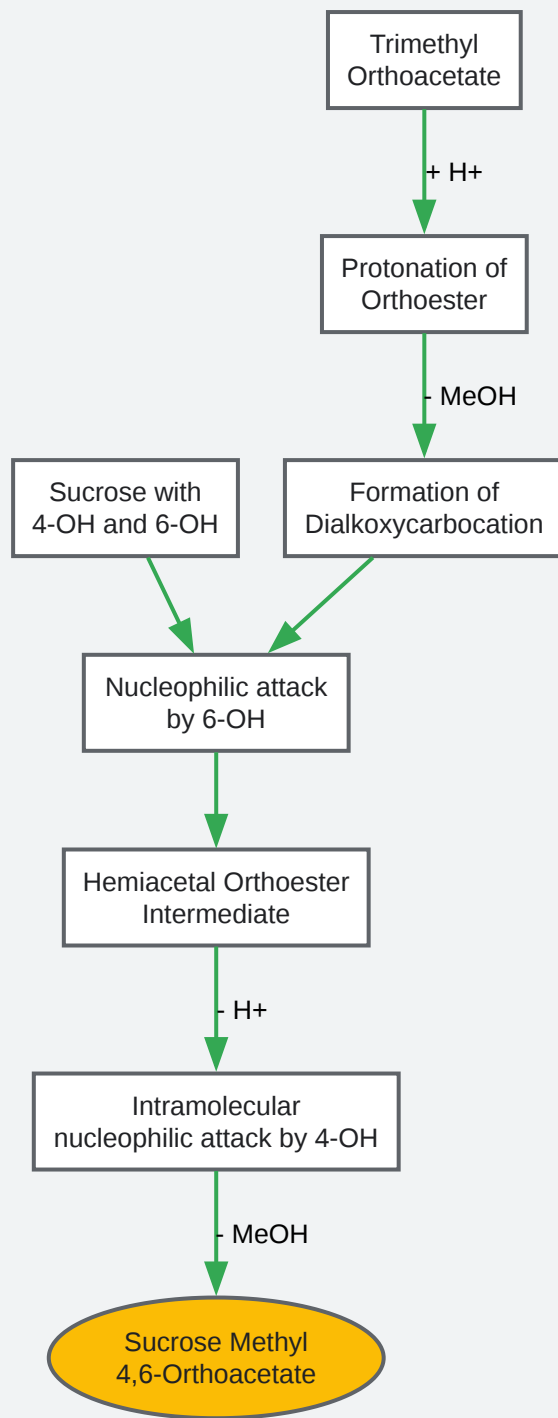 Trimethyl
Orthoacetate
+ H+
Protonation of
Orthoester
- MeOH
Sucrose with
4-OH and 6-OH
Formation of
Dialkoxycarbocation
Nucleophilic attack
by 6-OH
Hemiacetal Orthoester
Intermediate
- H+
Intramolecular
nucleophilic attack by 4-OH
- MeOH
Sucrose Methyl
4,6-Orthoacetate